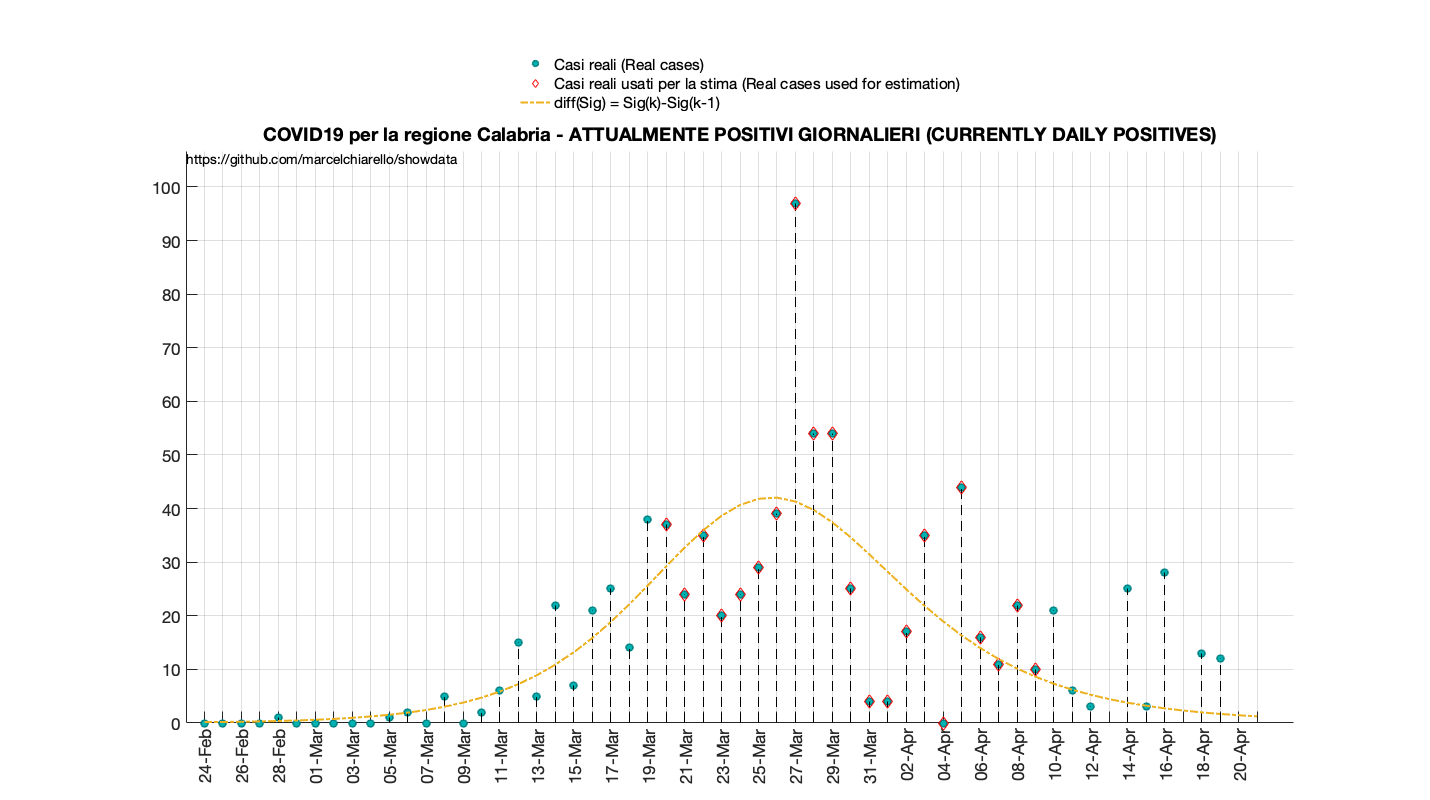 Casi reali (Real cases)
Casi reali usati per la stima (Real cases used for estimation)
diff(Sig) = Sig(k)-Sig(k-1)
COVID19 per la regione Calabria - ATTUALMENTE POSITIVI GIORNALIERI (CURRENTLY DAILY POSITIVES)
https://github.com/marcelchiarello/showdata
100
90
80
70
60
50
40
30
20
10
0
24-Feb
26-Feb
28-Feb
01-Mar
03-Mar
05-Mar
07-Mar
09-Mar
11-Mar
13-Mar
15-Mar
17-Mar
19-Mar
21-Mar
23-Mar
25-Mar
27-Mar
29-Mar
31-Mar
02-Apr
04-Apr
06-Apr
08-Apr
10-Apr
12-Apr
14-Apr
16-Apr
18-Apr
20-Apr